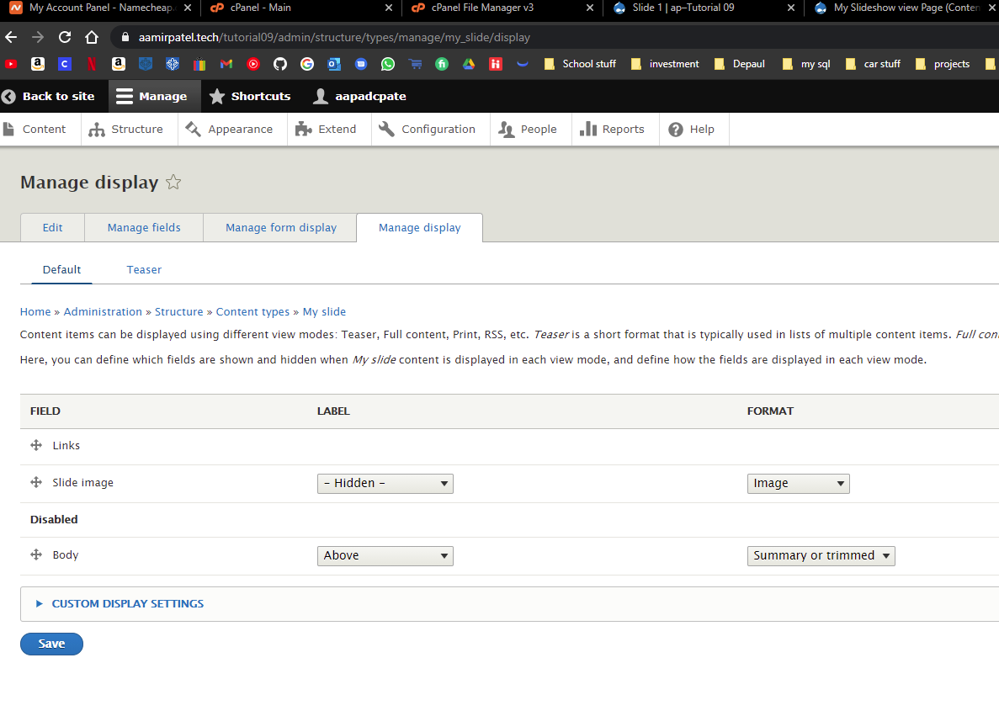 My Account Panel - Namecheap
cPanel - Main
cPanel File Manager v3
Slide 1 | ap–Tutorial 09
My Slideshow view Page (Conten
aamirpatel.tech/tutorial09/admin/structure/types/manage/my_slide/display
School stuff
investment
Depaul
my sql
car stuff
projects
Back to site
Manage
Shortcuts
aapadcpate
Content
Structure
Appearance
Extend
Configuration
People
Reports
Help
Manage display
Edit
Manage fields
Manage form display
Manage display
Default
Teaser
Home » Administration » Structure » Content types » My slide
Content items can be displayed using different view modes: Teaser, Full content, Print, RSS, etc. Teaser is a short format that is typically used in lists of multiple content items. Full con
Here, you can define which fields are shown and hidden when My slide content is displayed in each view mode, and define how the fields are displayed in each view mode.
FIELD LABEL FORMAT
Links
Slide image - Hidden - Image
Disabled
Body Above Summary or trimmed
CUSTOM DISPLAY SETTINGS
Save